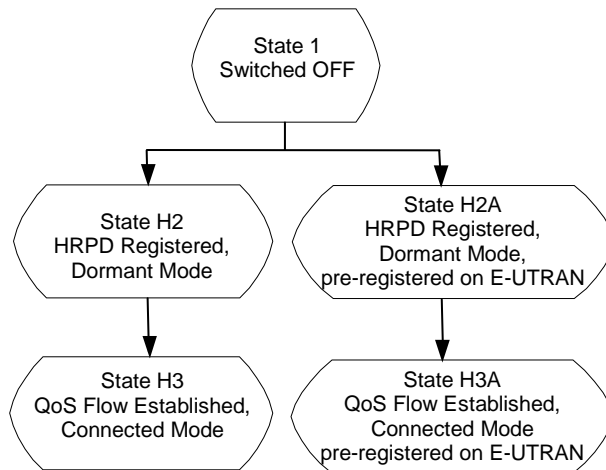 State 1
Switched OFF
State H2
HRPD Registered,
Dormant Mode
State H2A
HRPD Registered,
Dormant Mode,
pre-registered on E-UTRAN
State H3
QoS Flow Established,
Connected Mode
State H3A
QoS Flow Established,
Connected Mode
pre-registered on E-UTRAN